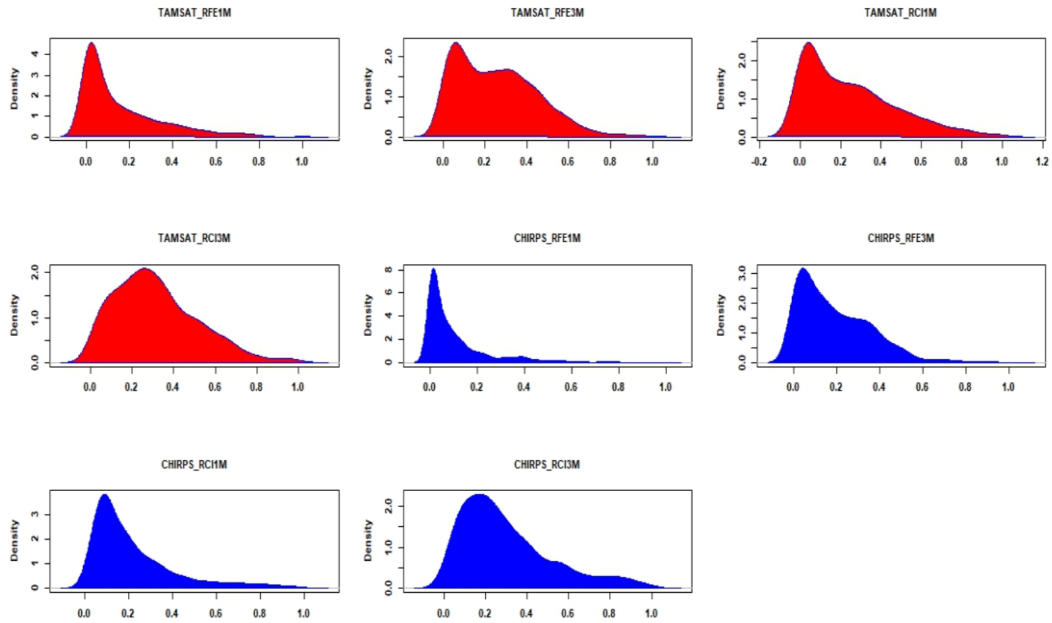 TAMSAT_RFE1M TAMSAT_RFE3M TAMSAT_RCI1M
Density Density Density
4 2.0 2.0
3
2 1.0 1.0
1
0 0.0 0.0
0.0 0.2 0.4 0.6 0.8 1.0 0.0 0.2 0.4 0.6 0.8 1.0 -0.2 0.0 0.2 0.4 0.6 0.8 1.0 1.2
TAMSAT_RCI3M CHIRPS_RFE1M CHIRPS_RFE3M
Density Density Density
2.0 8 3.0
6 2.0
1.0 4
2 1.0
0.0 0 0.0
0.0 0.2 0.4 0.6 0.8 1.0 0.0 0.2 0.4 0.6 0.8 1.0 0.0 0.2 0.4 0.6 0.8 1.0
CHIRPS_RCI1M CHIRPS_RCI3M
Density Density
3 2.0
2
1 1.0
0 0.0
0.0 0.2 0.4 0.6 0.8 1.0 0.0 0.2 0.4 0.6 0.8 1.0